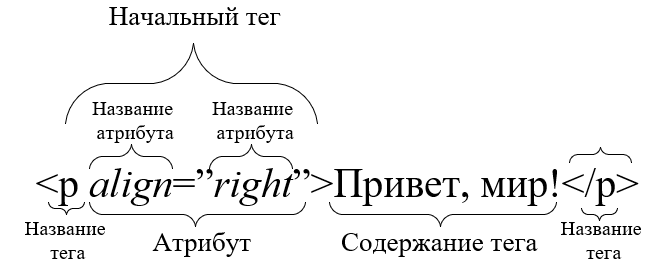 Начальный тег
Название атрибута
Название атрибута
<p align=”right”>Привет, мир!</p>
Название тега
Атрибут
Содержание тега
Название тега